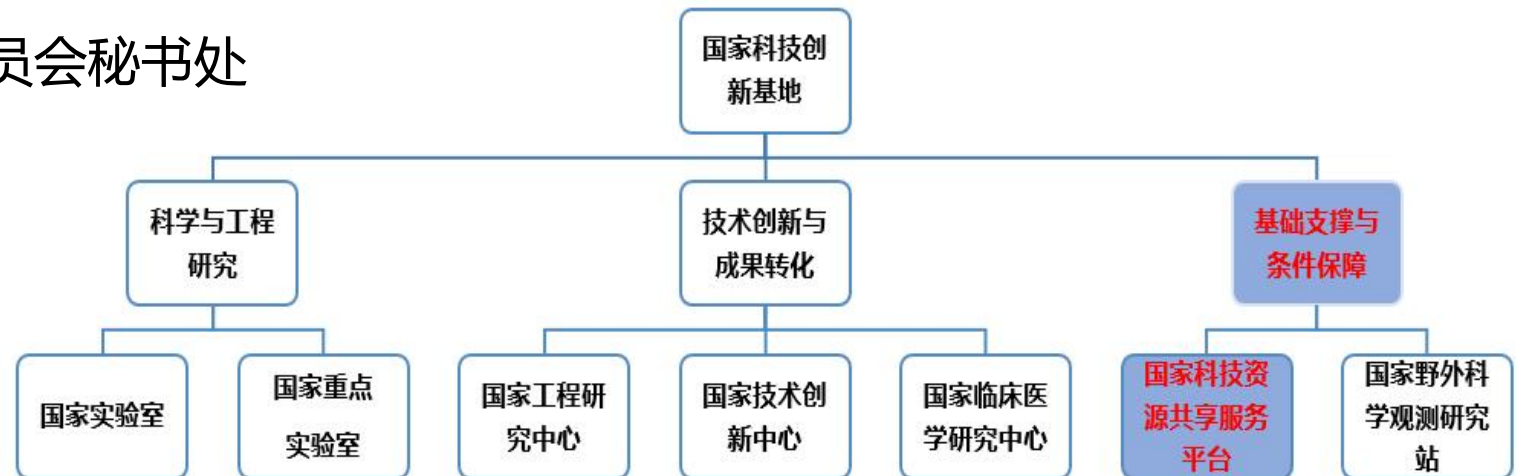 员会秘书处
国家科技创
新基地
科学与工程
研究
技术创新与
成果转化
基础支撑与
条件保障
国家实验室
国家重点
实验室
国家工程研
究中心
国家技术创
新中心
国家临床医
学研究中心
国家科技资
源共享服务
平台
国家野外科
学观测研究
站